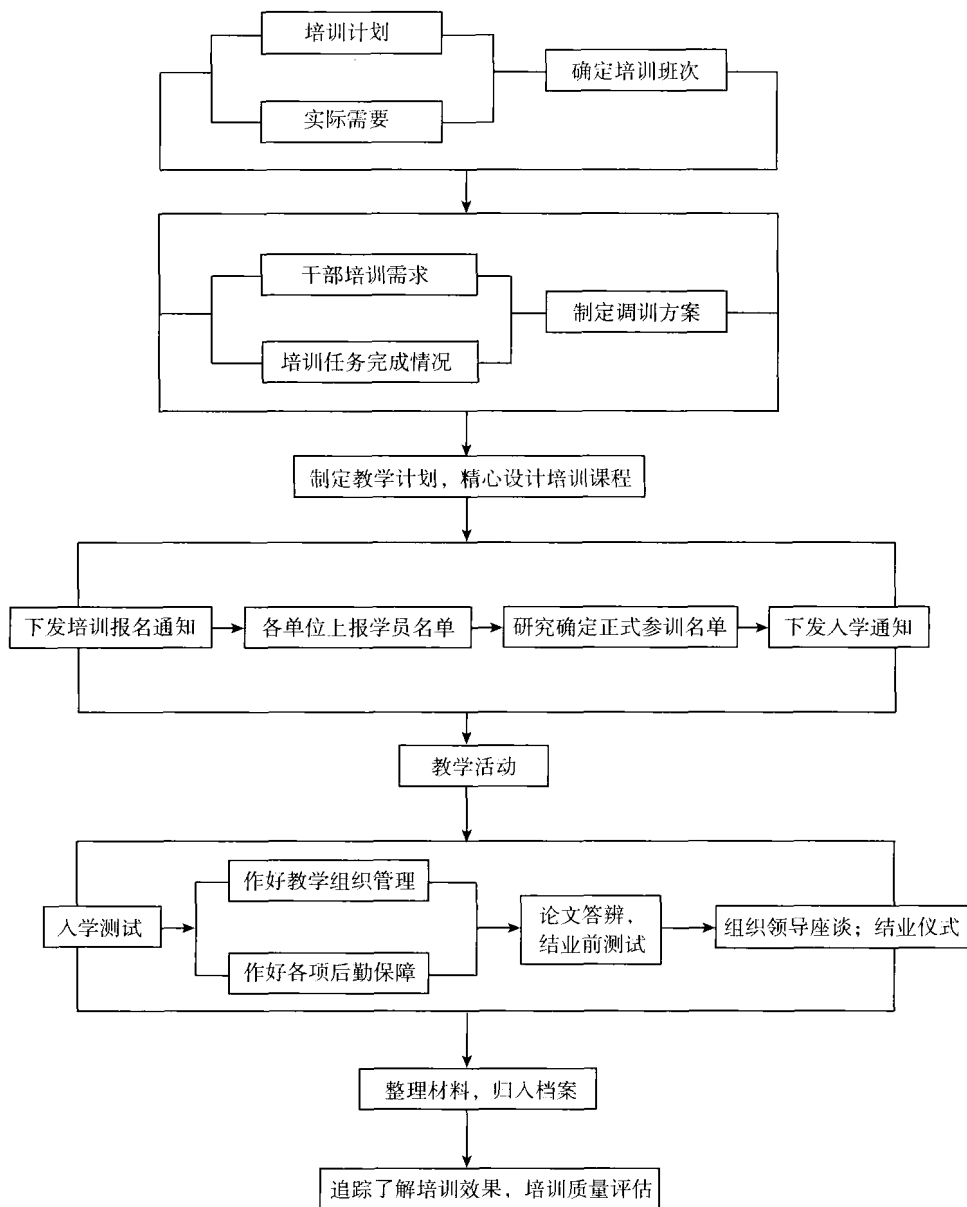 培训计划
实际需要
确定培训班次
干部培训需求
培训任务完成情况
制定调训方案
制定教学计划，精心设计培训课程
下发培训报名通知
各单位上报学员名单
研究确定正式参训名单
下发入学通知
教学活动
入学测试
作好教学组织管理
作好各项后勤保障
论文答辨，
结业前测试
组织领导座谈；结业仪式
整理材料，归入档案
追踪了解培训效果，培训质量评估